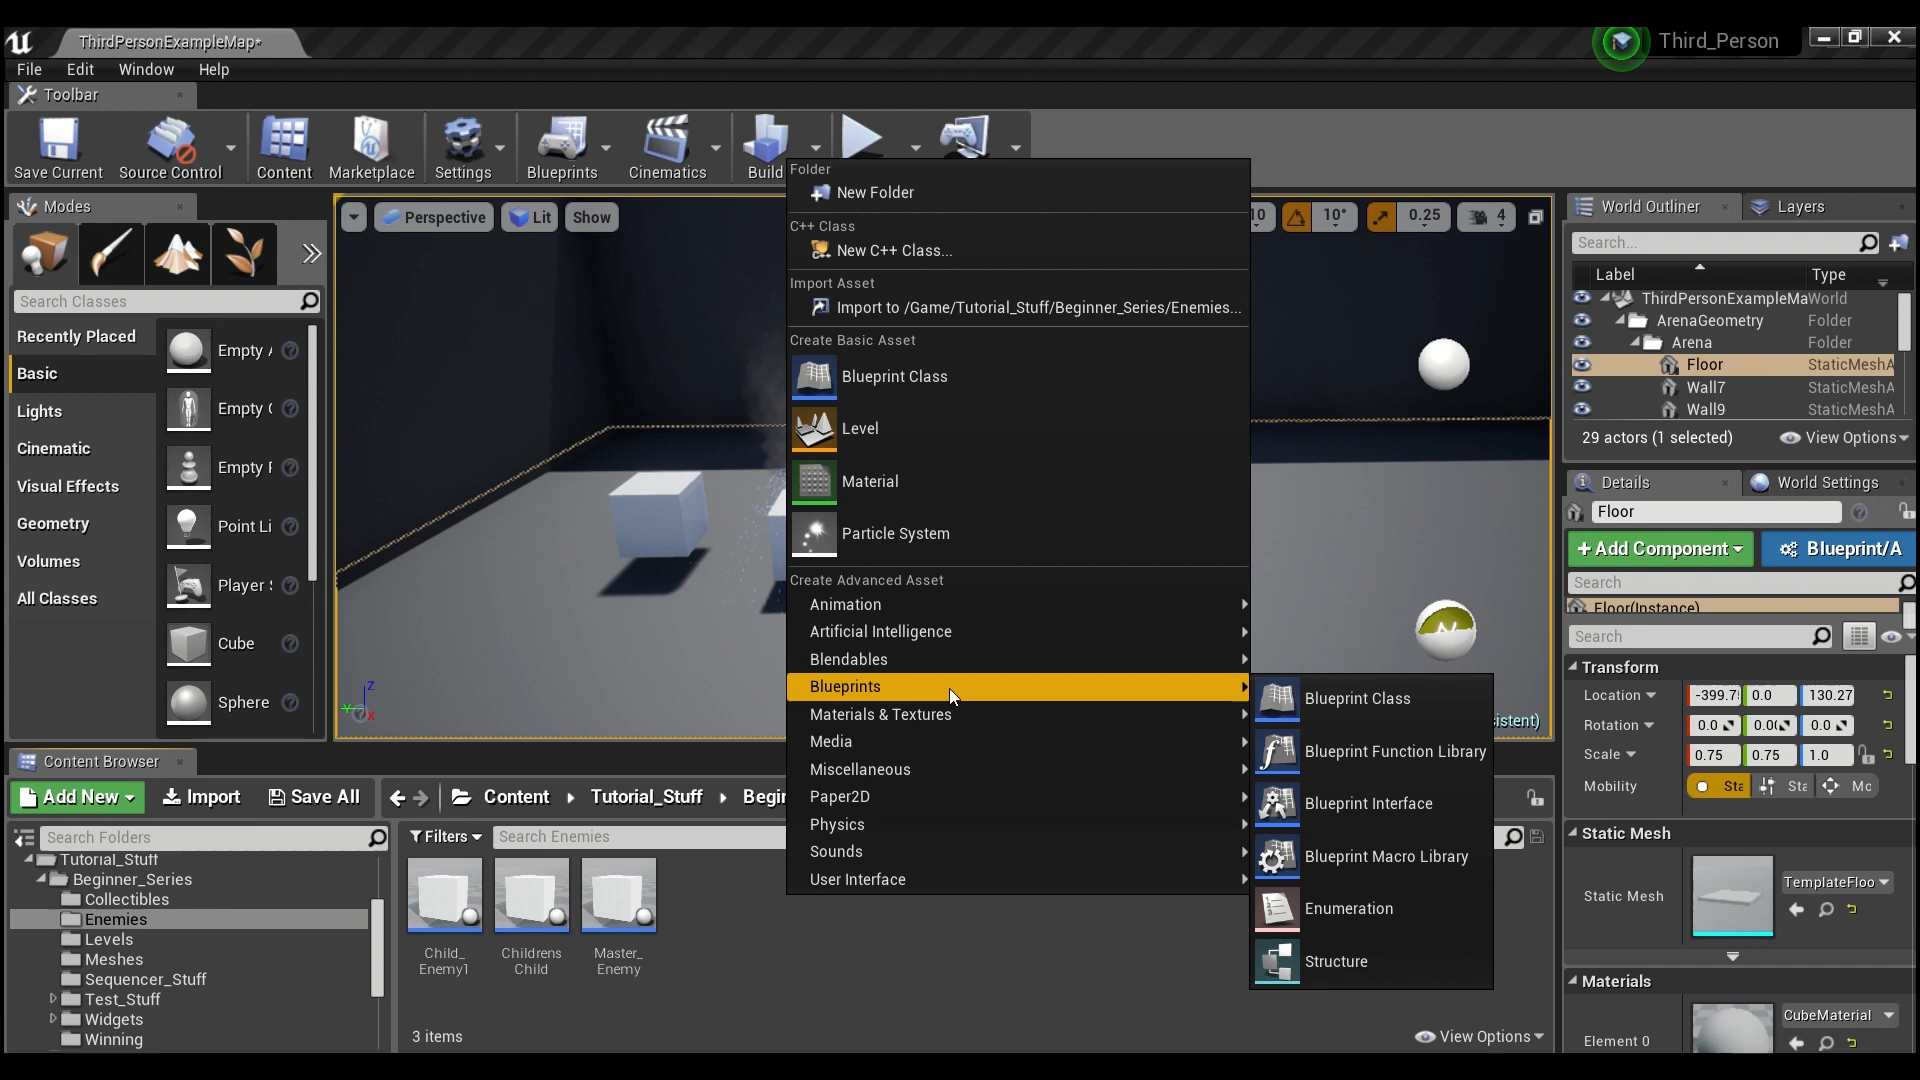 ThirdPersonExampleMap*
Third_Person
File Edit Window Help
Toolbar
Save Current
Source Control
Content
Marketplace
Settings
Blueprints
Cinematics
Build
Modes
Search Classes
Recently Placed
Basic
Lights
Cinematic
Visual Effects
Geometry
Volumes
All Classes
Empty A
Empty C
Empty P
Point Li
Player S
Cube
Sphere
Perspective
Lit
Show
10
10°
0.25
4
Folder
New Folder
C++ Class
New C++ Class...
Import Asset
Import to /Game/Tutorial_Stuff/Beginner_Series/Enemies...
Create Basic Asset
Blueprint Class
Level
Material
Particle System
Create Advanced Asset
Animation
Artificial Intelligence
Blendables
Blueprints
Materials & Textures
Media
Miscellaneous
Paper2D
Physics
Sounds
User Interface
Blueprint Class
Blueprint Function Library
Blueprint Interface
Blueprint Macro Library
Enumeration
Structure
sistent)
World Outliner
Layers
Search...
Label
Type
ThirdPersonExampleMa World
ArenaGeometry Folder
Arena Folder
Floor StaticMeshA
Wall7 StaticMeshA
Wall9 StaticMeshA
29 actors (1 selected)
View Options
Details
World Settings
Floor
+Add Component
Blueprint/A
Search
Floor(Instance)
Search
Transform
Location -399.7 0.0 130.27
Rotation 0.0 0.0 0.0
Scale 0.75 0.75 1.0
Mobility Sta Sta Mo
Static Mesh
Static Mesh
TemplateFloo
Materials
CubeMaterial
Element 0
Content Browser
Add New
Import
Save All
Content
Tutorial_Stuff
Begin
Search Folders
Filters
Search Enemies
Tutorial_Stuff
Beginner_Series
Collectibles
Enemies
Levels
Meshes
Sequencer_Stuff
Test_Stuff
Widgets
Winning
Child_
Enemy1
Childrens
Child
Master_
Enemy
3 items
View Options